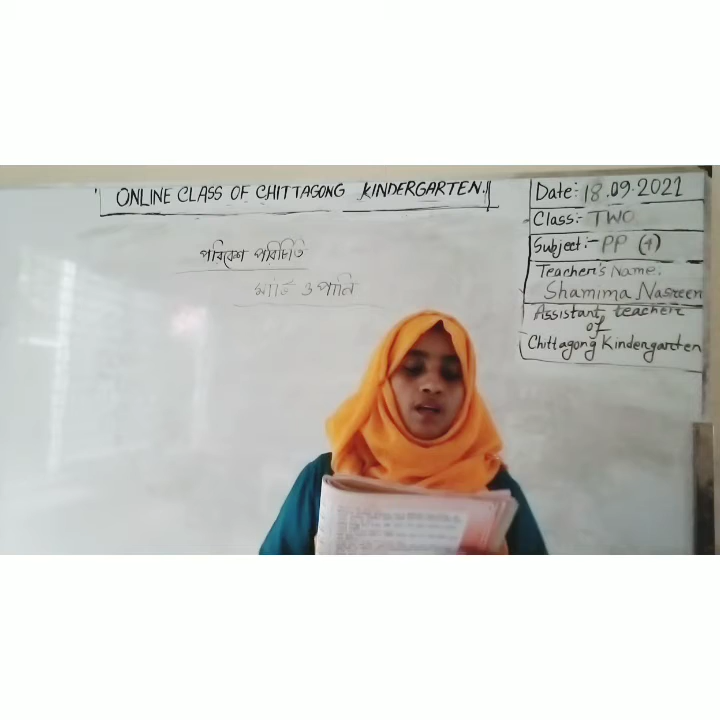 ONLINE CLASS OF CHITTAGONG KINDERGARTEN.
পরিবেশ পরিচিতি
মাটি ও পানি
Date:- 18.09.2021
Class:- TWO
Subject:- PP (1)
Teacher's Name:
Shamima Nasreen
Assistant teacher
of
Chittagong Kindergarten